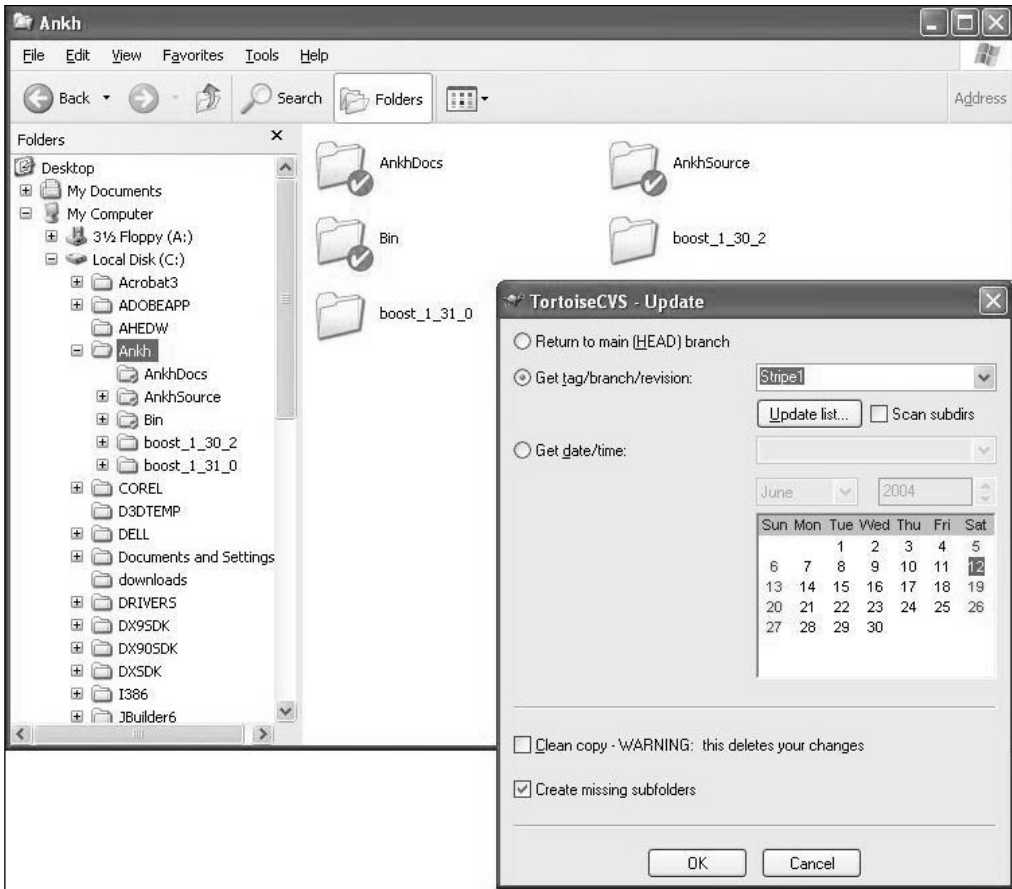 Ankh
File Edit View Favorites Tools Help
Back Search Folders Address
Folders
Desktop
My Documents
My Computer
3½ Floppy (A:)
Local Disk (C:)
Acrobat3
ADOBEAPP
AHEDW
Ankh
AnkhDocs
AnkhSource
Bin
boost_1_30_2
boost_1_31_0
COREL
D3DTEMP
DELL
Documents and Settings
downloads
DRIVERS
DX9SDK
DX90SDK
DXSDK
I386
JBuilder6
AnkhDocs
AnkhSource
Bin
boost_1_30_2
boost_1_31_0
TortoiseCVS - Update
Return to main (HEAD) branch
Get tag/branch/revision: Stripe1
Update list... Scan subdirs
Get date/time:
June 2004
Sun Mon Tue Wed Thu Fri Sat
1 2 3 4 5
6 7 8 9 10 11 12
13 14 15 16 17 18 19
20 21 22 23 24 25 26
27 28 29 30
Clean copy - WARNING: this deletes your changes
Create missing subfolders
OK Cancel